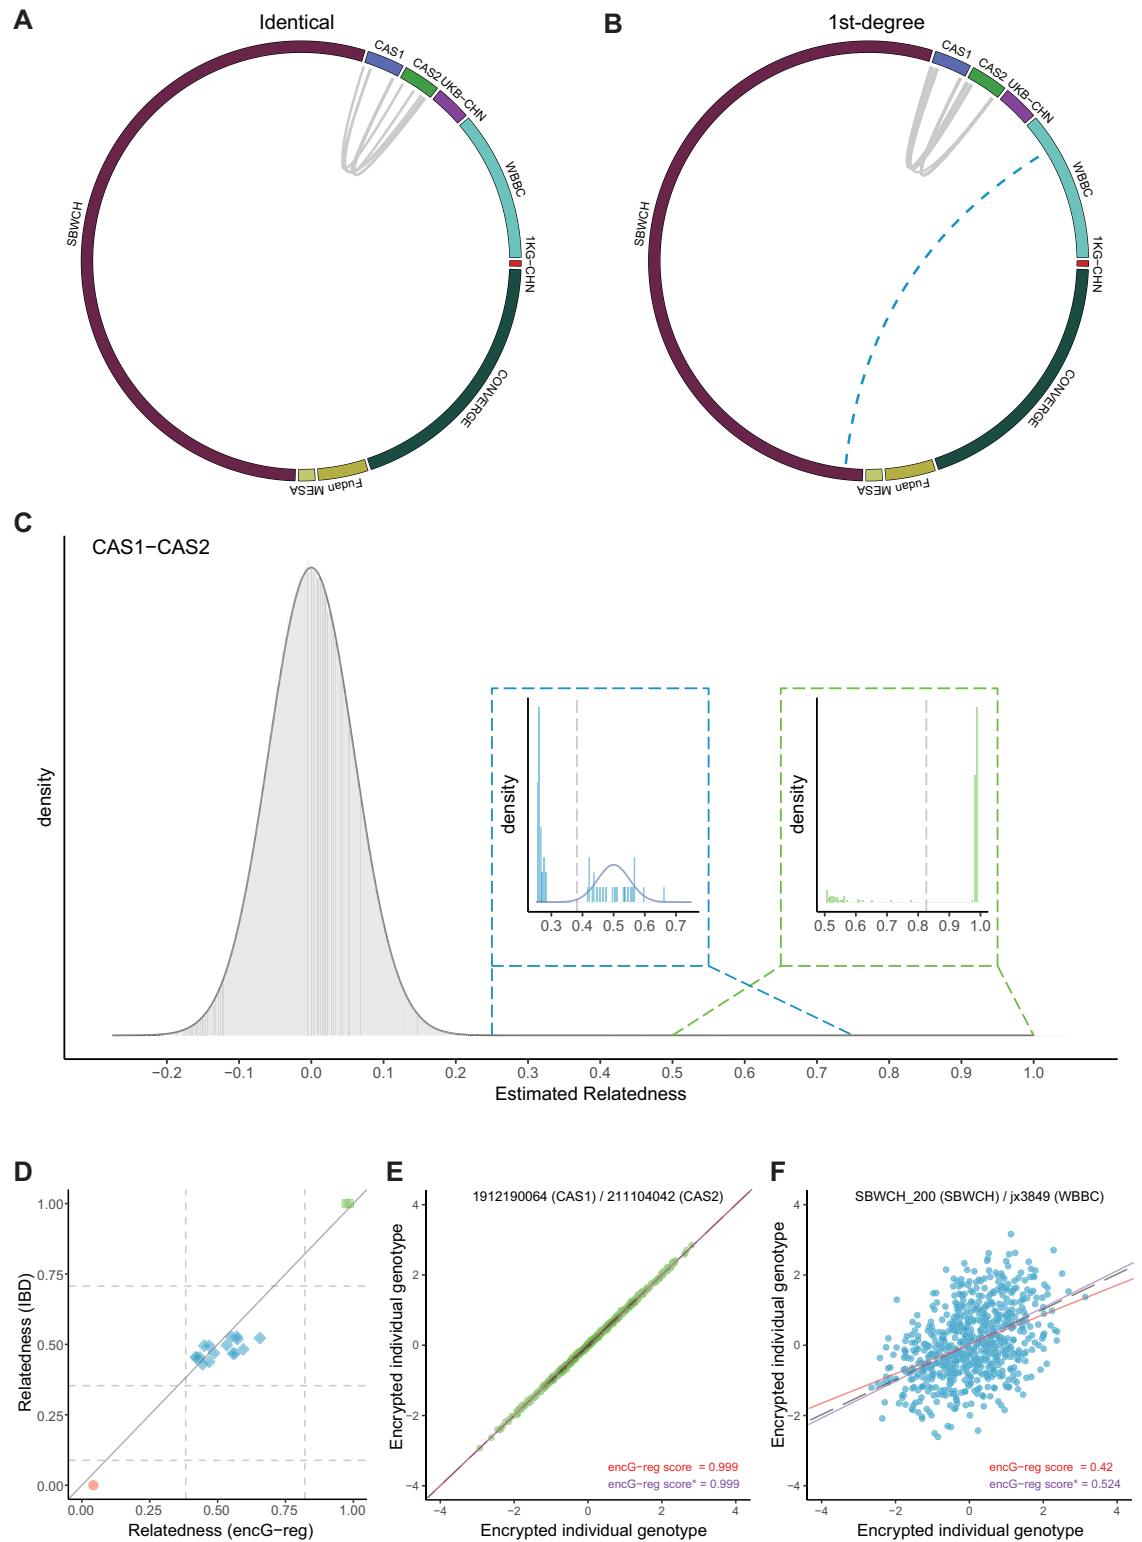 A
Identical
SBWCH
CAS1
CAS2
UKB−CHN
WBBC
1KG−CHN
CONVERGE
Fudan
MESA
B
1st-degree
SBWCH
CAS1
CAS2
UKB−CHN
WBBC
1KG−CHN
CONVERGE
Fudan
MESA
C
CAS1−CAS2
density
density
0.3 0.4 0.5 0.6 0.7
density
0.5 0.6 0.7 0.8 0.9 1.0
−0.2 −0.1 0.0 0.1 0.2 0.3 0.4 0.5 0.6 0.7 0.8 0.9 1.0
Estimated Relatedness
D
Relatedness (IBD)
1.00
0.75
0.50
0.25
0.00
0.00 0.25 0.50 0.75 1.00
Relatedness (encG−reg)
E
1912190064 (CAS1) / 211104042 (CAS2)
Encrypted individual genotype
4
2
0
−2
−4
encG−reg score = 0.999
encG−reg score* = 0.999
−4 −2 0 2 4
Encrypted individual genotype
F
SBWCH_200 (SBWCH) / jx3849 (WBBC)
Encrypted individual genotype
4
2
0
−2
−4
encG−reg score = 0.42
encG−reg score* = 0.524
−4 −2 0 2 4
Encrypted individual genotype